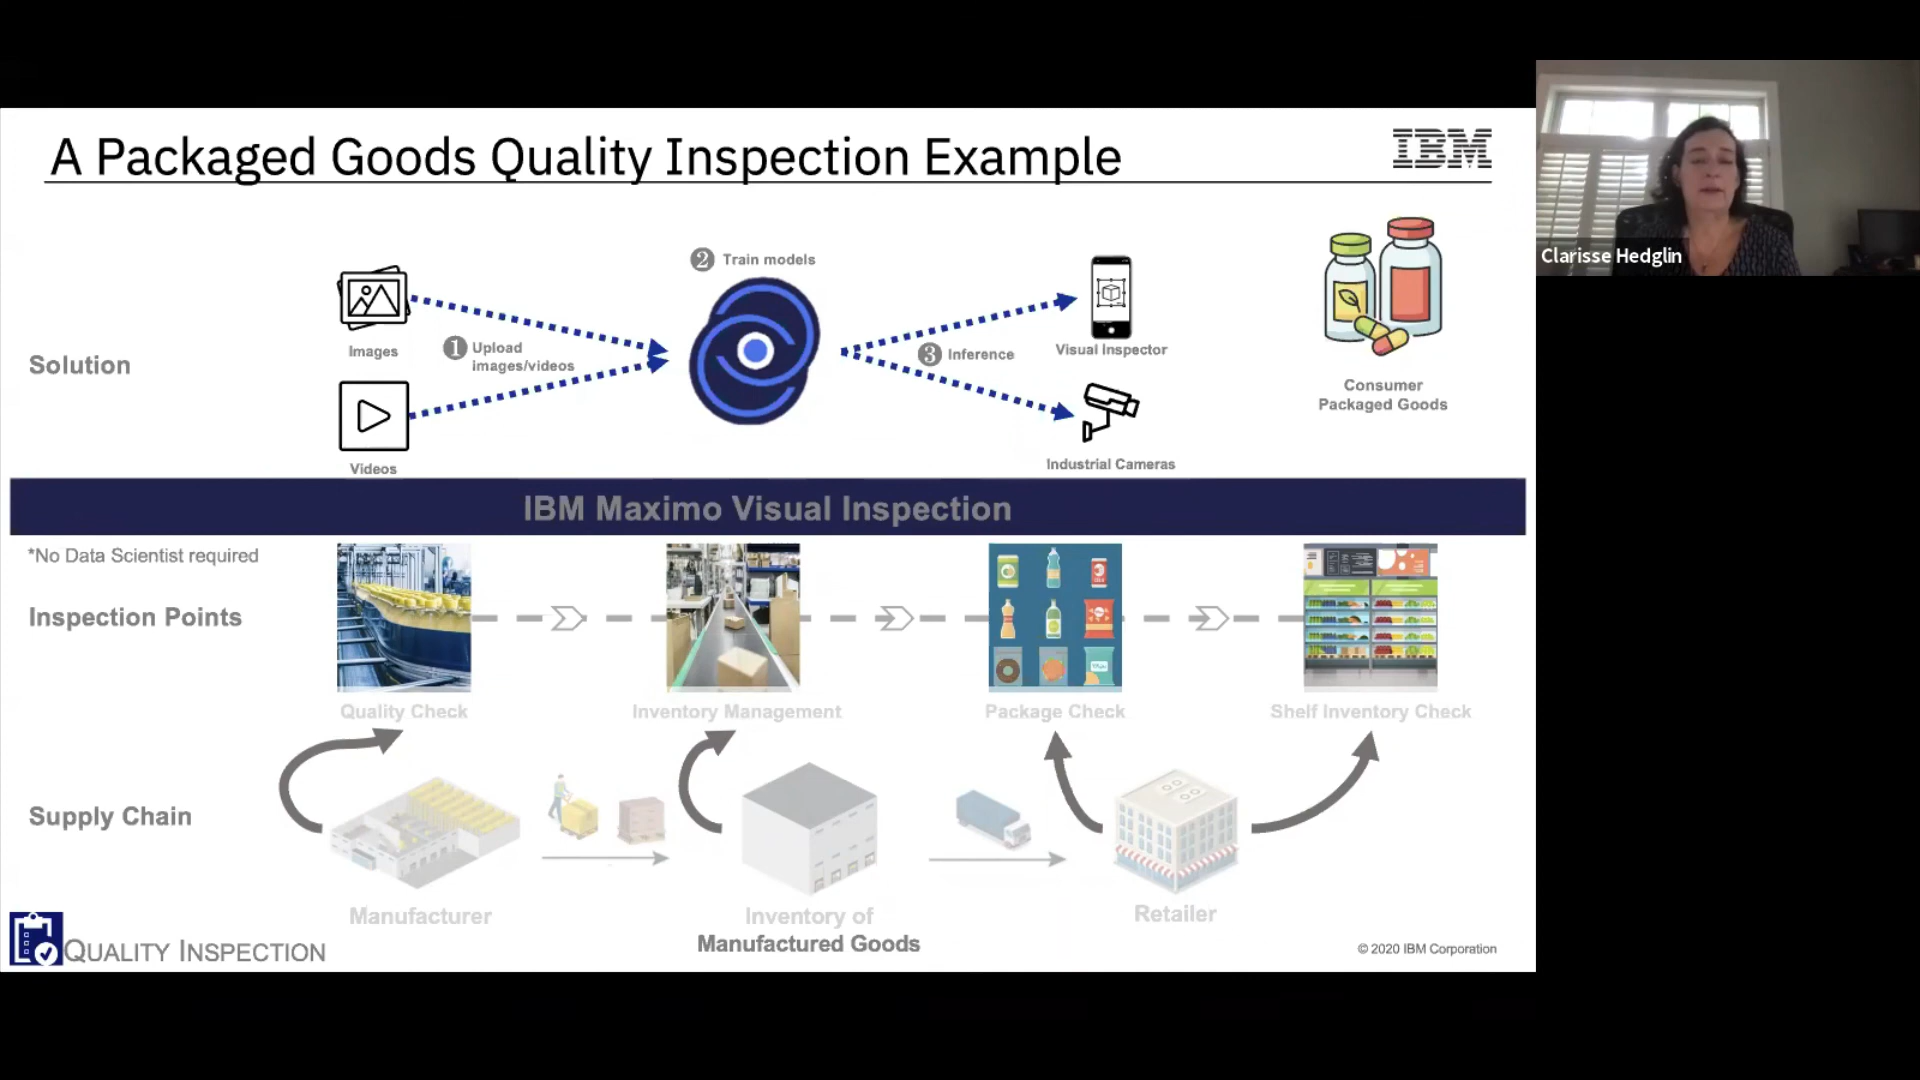 A Packaged Goods Quality Inspection Example
IBM
Clarisse Hedglin
Solution
Images
Videos
1 Upload
images/videos
2 Train models
3 Inference
Visual Inspector
Industrial Cameras
Consumer
Packaged Goods
IBM Maximo Visual Inspection
*No Data Scientist required
Inspection Points
Quality Check
Inventory Management
Package Check
Shelf Inventory Check
Supply Chain
Manufacturer
Inventory of
Manufactured Goods
Retailer
QUALITY INSPECTION
© 2020 IBM Corporation